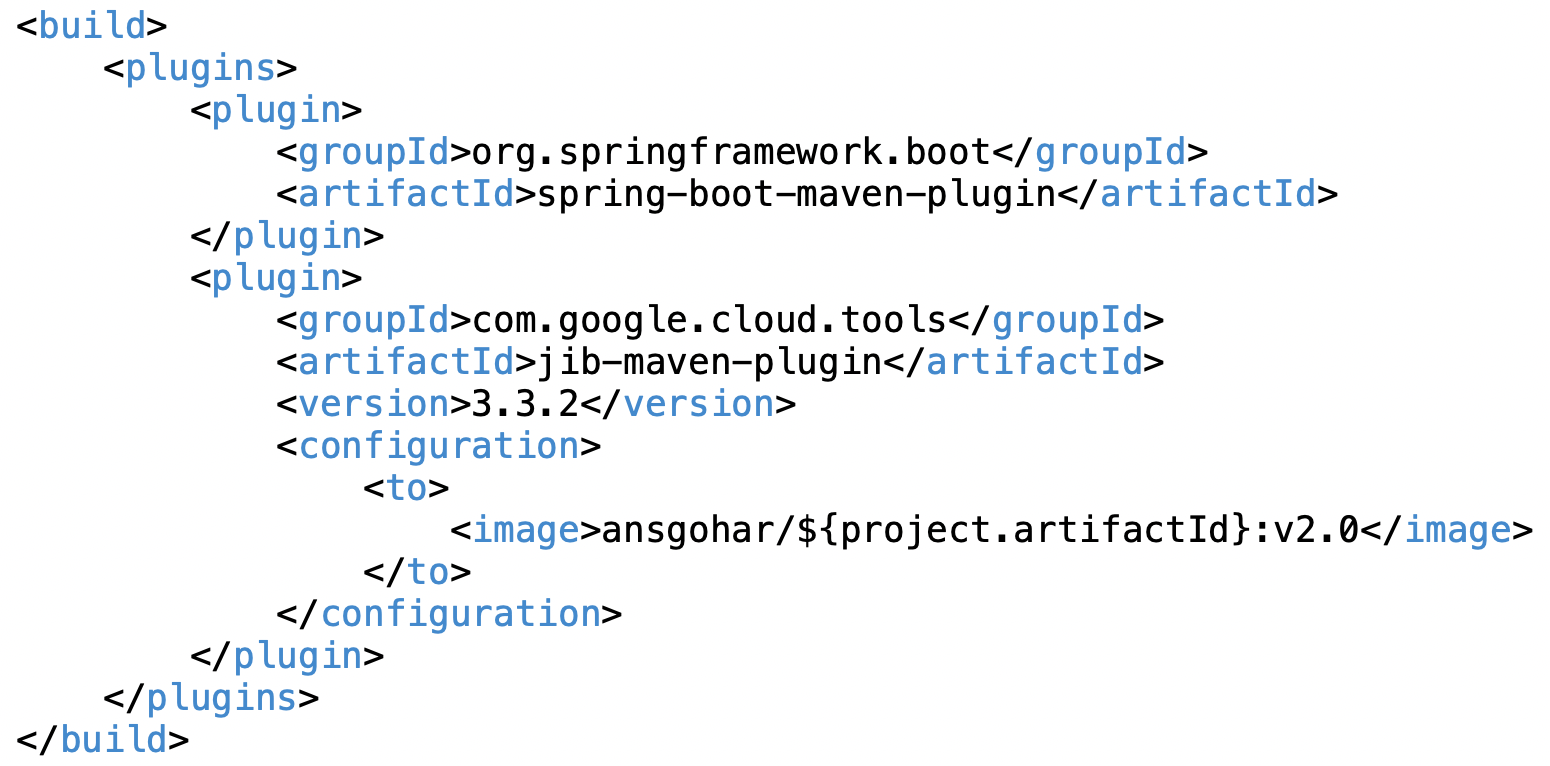 <build>
    <plugins>
        <plugin>
            <groupId>org.springframework.boot</groupId>
            <artifactId>spring-boot-maven-plugin</artifactId>
        </plugin>
        <plugin>
            <groupId>com.google.cloud.tools</groupId>
            <artifactId>jib-maven-plugin</artifactId>
            <version>3.3.2</version>
            <configuration>
                <to>
                    <image>ansgohar/${project.artifactId}:v2.0</image>
                </to>
            </configuration>
        </plugin>
    </plugins>
</build>